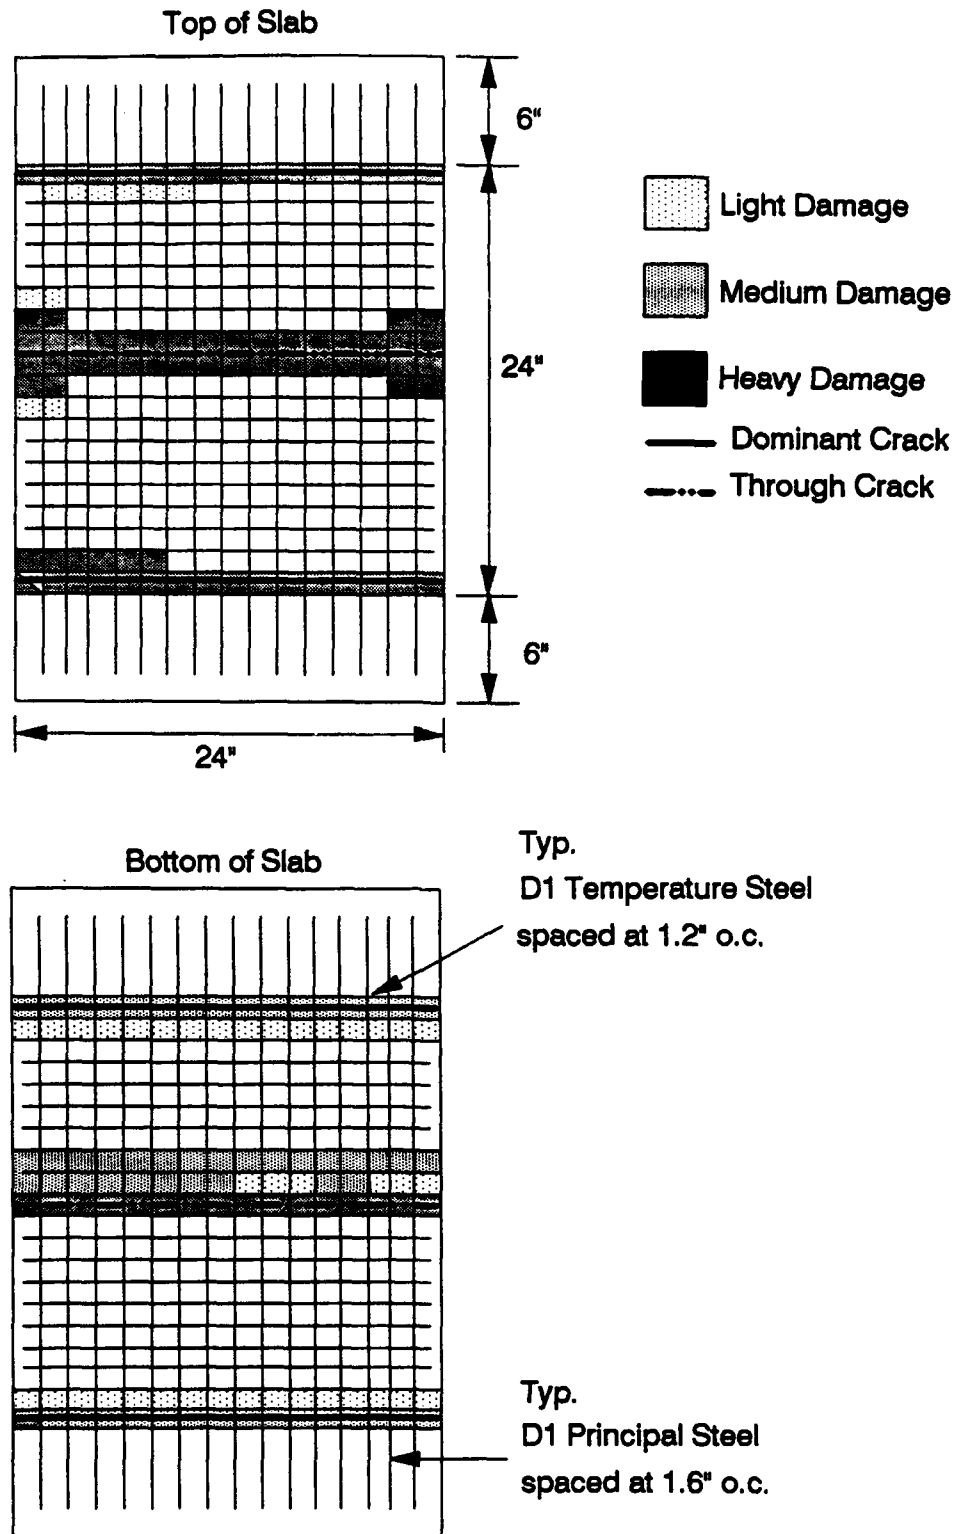 Top of Slab
6"
Light Damage
Medium Damage
24"
Heavy Damage
Dominant Crack
Through Crack
6"
24"
Bottom of Slab
Typ.
D1 Temperature Steel
spaced at 1.2" o.c.
Typ.
D1 Principal Steel
spaced at 1.6" o.c.